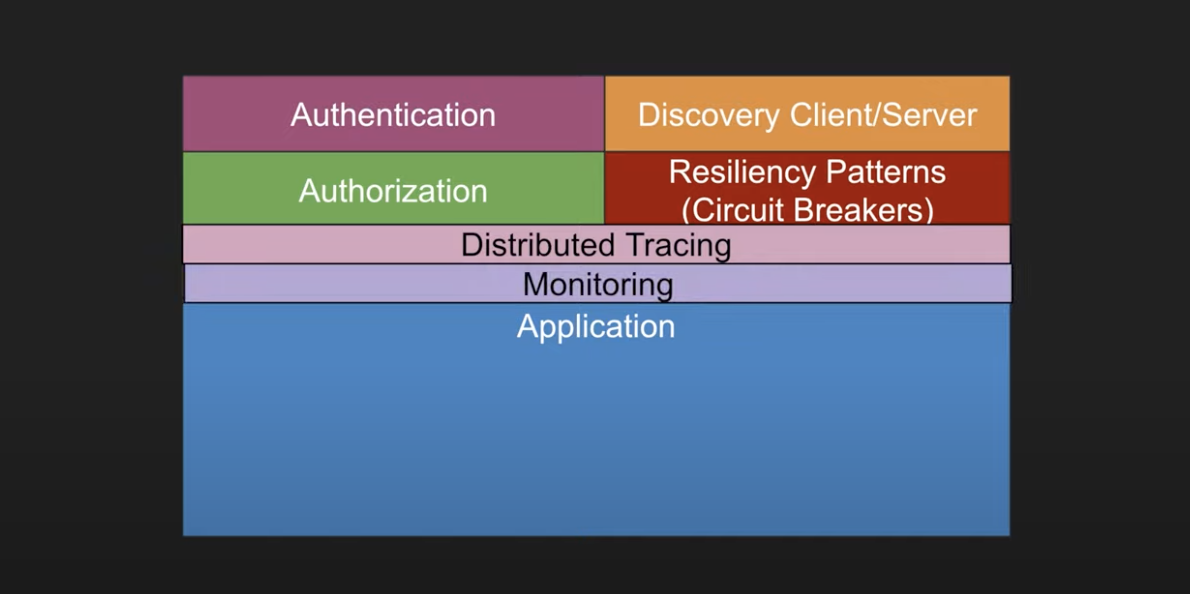 Authentication
Discovery Client/Server
Authorization
Resiliency Patterns
(Circuit Breakers)
Distributed Tracing
Monitoring
Application